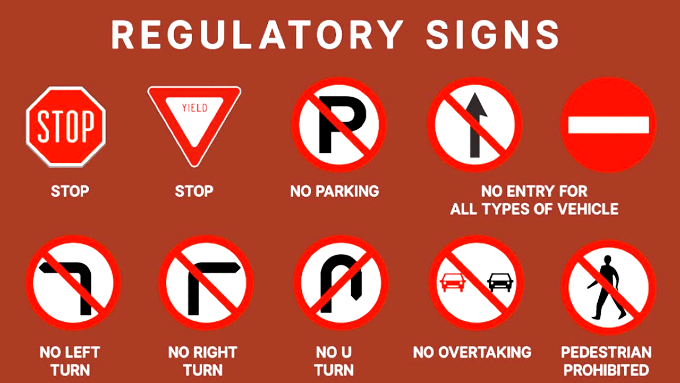 REGULATORY SIGNS
STOP
YIELD
P
STOP
STOP
NO PARKING
NO ENTRY FOR
ALL TYPES OF VEHICLE
NO LEFT
TURN
NO RIGHT
TURN
NO U
TURN
NO OVERTAKING
PEDESTRIAN
PROHIBITED